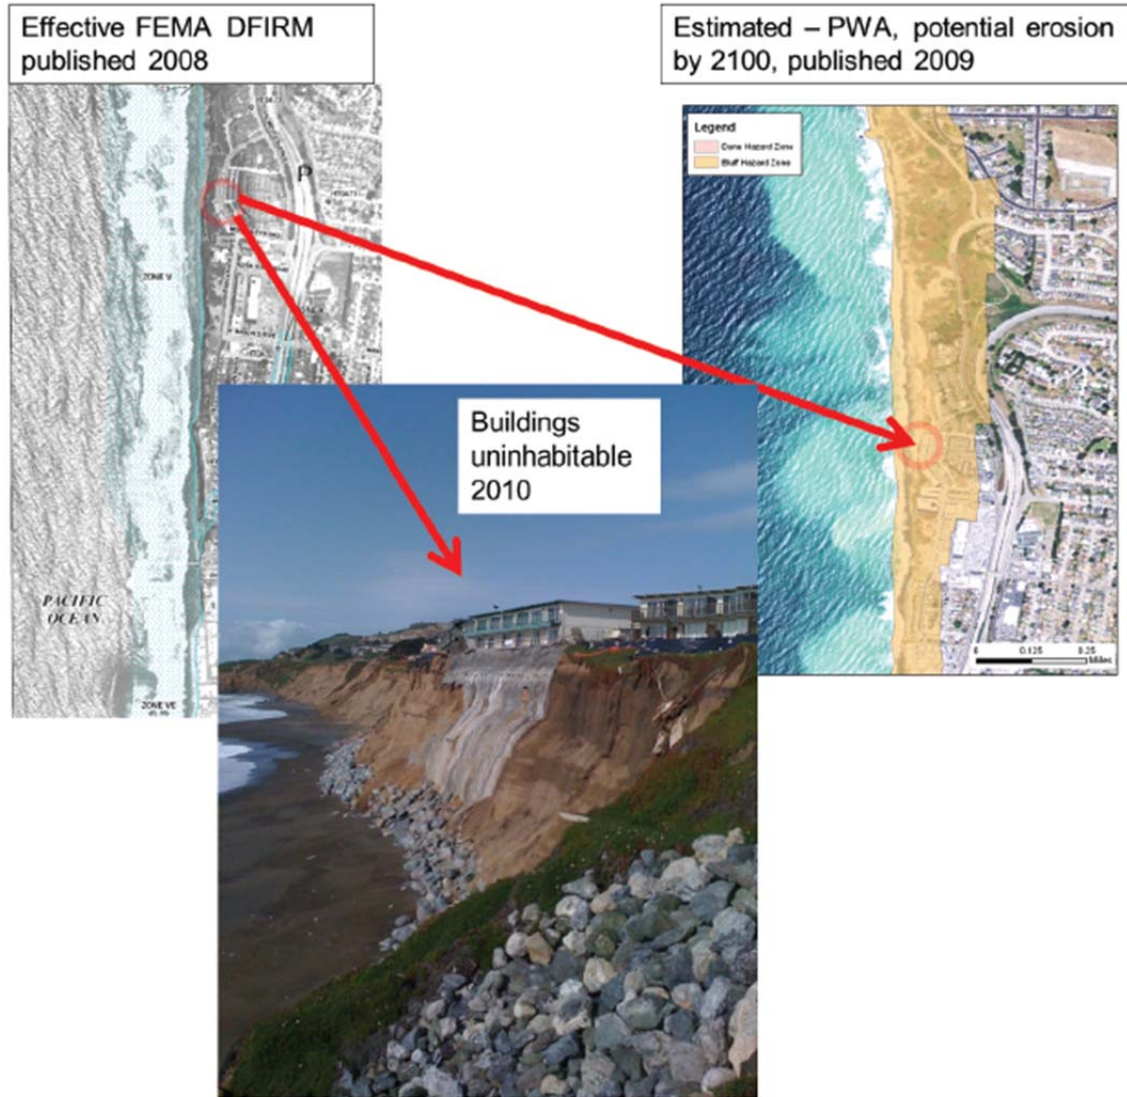 Effective FEMA DFIRM
published 2008
Estimated – PWA, potential erosion
by 2100, published 2009
Legend
Dune Hazard Zone
Bluff Hazard Zone
P
ZONE V
Buildings
uninhabitable
2010
PACIFIC
OCEAN
ZONE VE
0 0.125 0.25
Miles